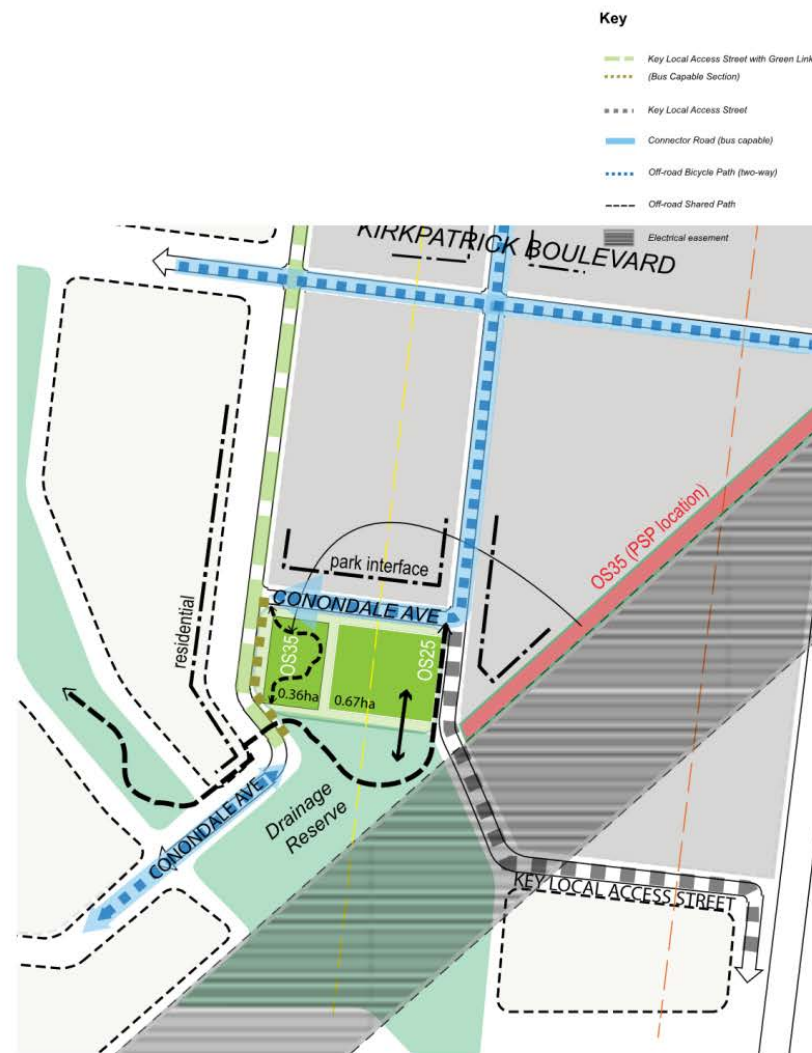 Key
Key Local Access Street with Green Link
(Bus Capable Section)
Key Local Access Street
Connector Road (bus capable)
Off-road Bicycle Path (two-way)
Off-road Shared Path
Electrical easement
KIRKPATRICK BOULEVARD
OS35 (PSP location)
park interface
CONONDALE AVE
residential
OS35
OS25
0.36ha
0.67ha
Drainage
Reserve
CONONDALE AVE
KEY LOCAL ACCESS STREET